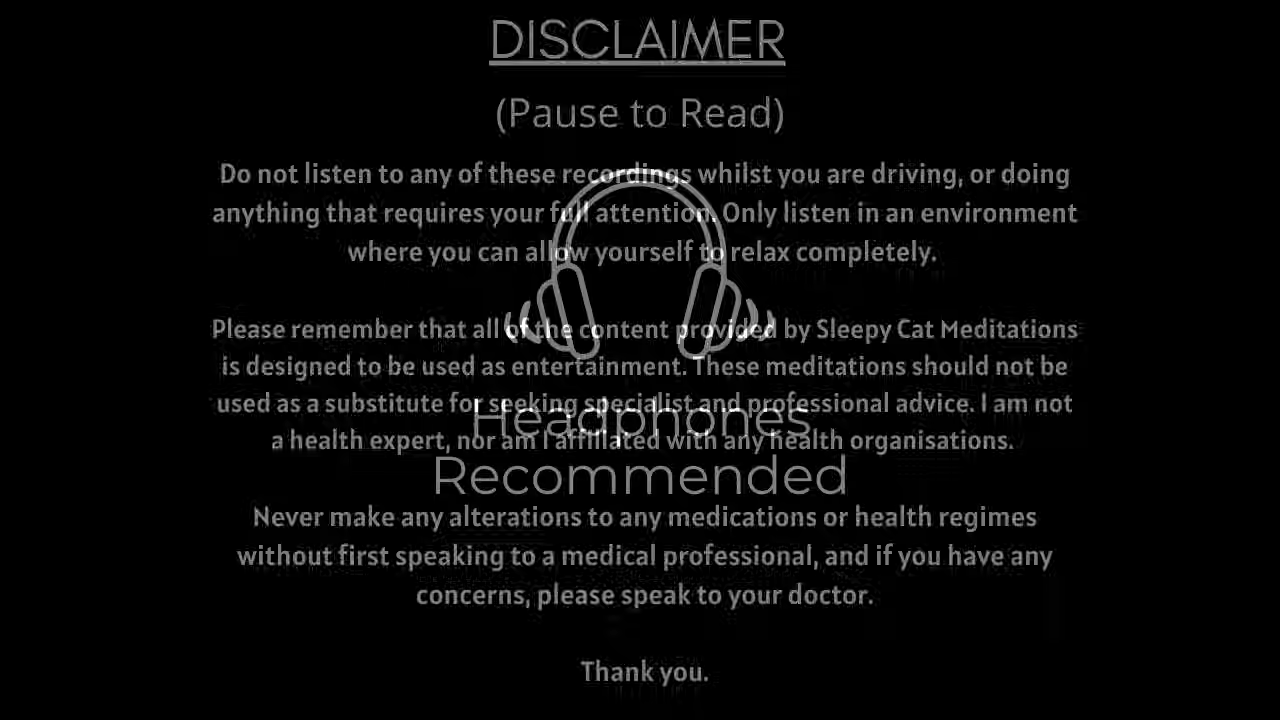 DISCLAIMER
(Pause to Read)
Do not listen to any of these recordings whilst you are driving, or doing
anything that requires your full attention. Only listen in an environment
where you can allow yourself to relax completely.
Please remember that all of the content provided by Sleepy Cat Meditations
is designed to be used as entertainment. These meditations should not be
used as a substitute for seeking specialist and professional advice. I am not
Headphones
a health expert, nor am I affiliated with any health organisations.
Recommended
Never make any alterations to any medications or health regimes
without first speaking to a medical professional, and if you have any
concerns, please speak to your doctor.
Thank you.